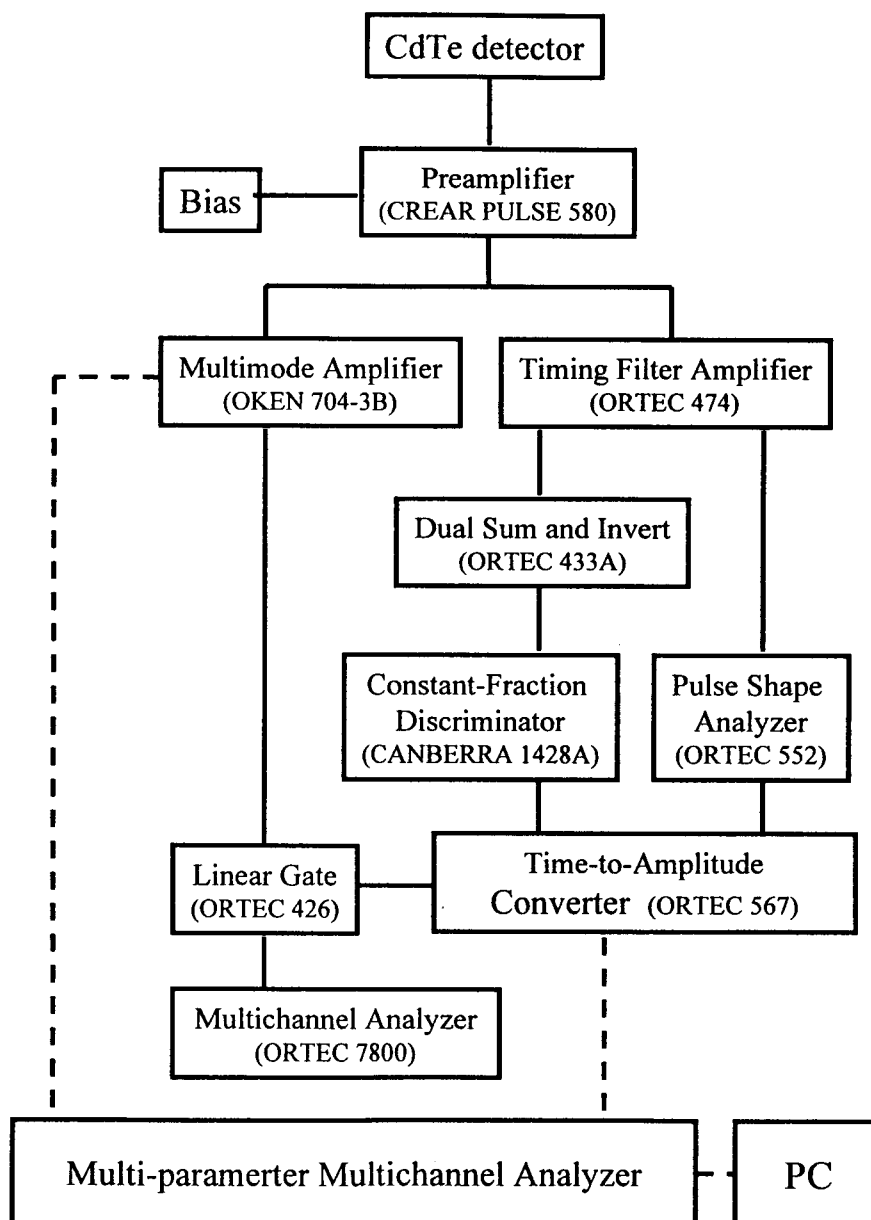 CdTe detector
Bias
Preamplifier
(CREAR PULSE 580)
Multimode Amplifier
(OKEN 704-3B)
Timing Filter Amplifier
(ORTEC 474)
Dual Sum and Invert
(ORTEC 433A)
Constant-Fraction
Discriminator
(CANBERRA 1428A)
Pulse Shape
Analyzer
(ORTEC 552)
Linear Gate
(ORTEC 426)
Time-to-Amplitude
Converter (ORTEC 567)
Multichannel Analyzer
(ORTEC 7800)
Multi-paramerter Multichannel Analyzer
PC